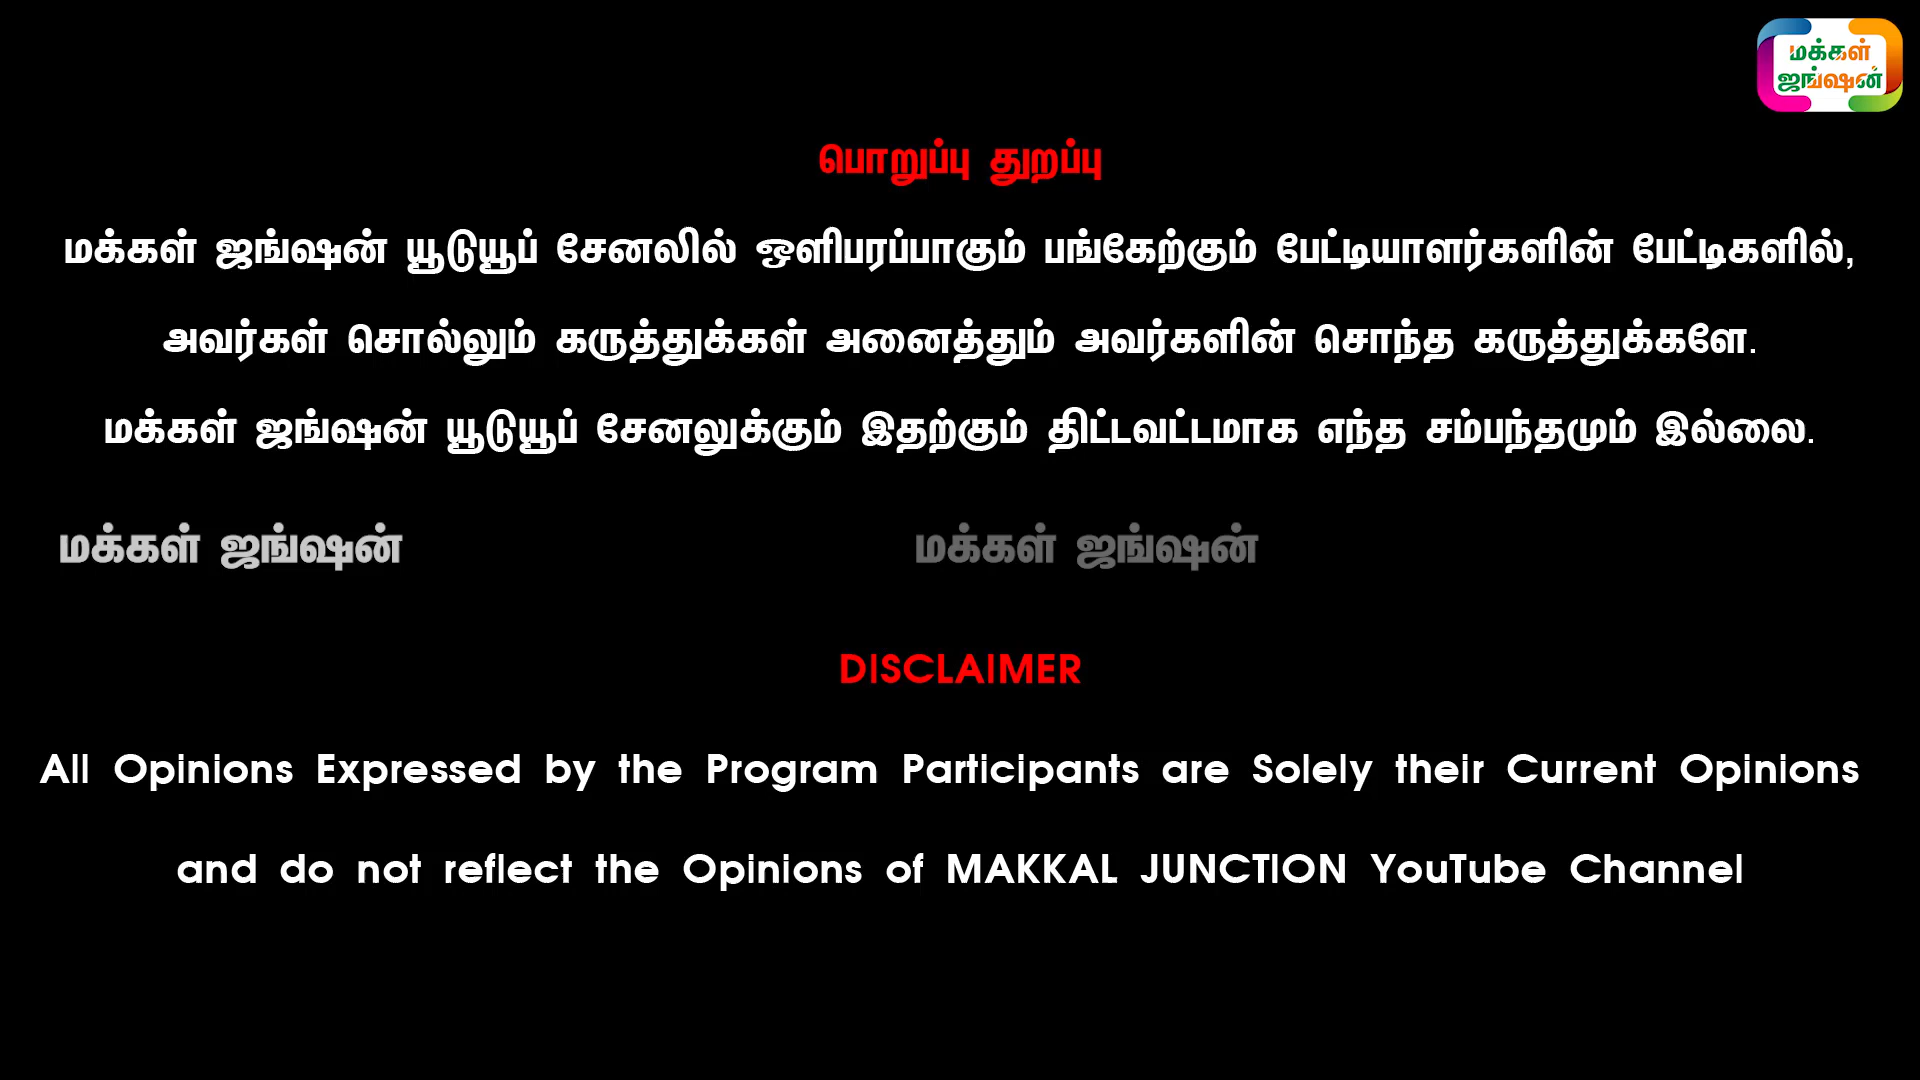 மக்கள்
ஜங்ஷன்
பொறுப்பு துறப்பு
மக்கள் ஜங்ஷன் யூடுயூப் சேனலில் ஒளிபரப்பாகும் பங்கேற்கும் பேட்டியாளர்களின் பேட்டிகளில்,
அவர்கள் சொல்லும் கருத்துக்கள் அனைத்தும் அவர்களின் சொந்த கருத்துக்களே.
மக்கள் ஜங்ஷன் யூடுயூப் சேனலுக்கும் இதற்கும் திட்டவட்டமாக எந்த சம்பந்தமும் இல்லை.
மக்கள் ஜங்ஷன் மக்கள் ஜங்ஷன்
DISCLAIMER
All Opinions Expressed by the Program Participants are Solely their Current Opinions
and do not reflect the Opinions of MAKKAL JUNCTION YouTube Channel